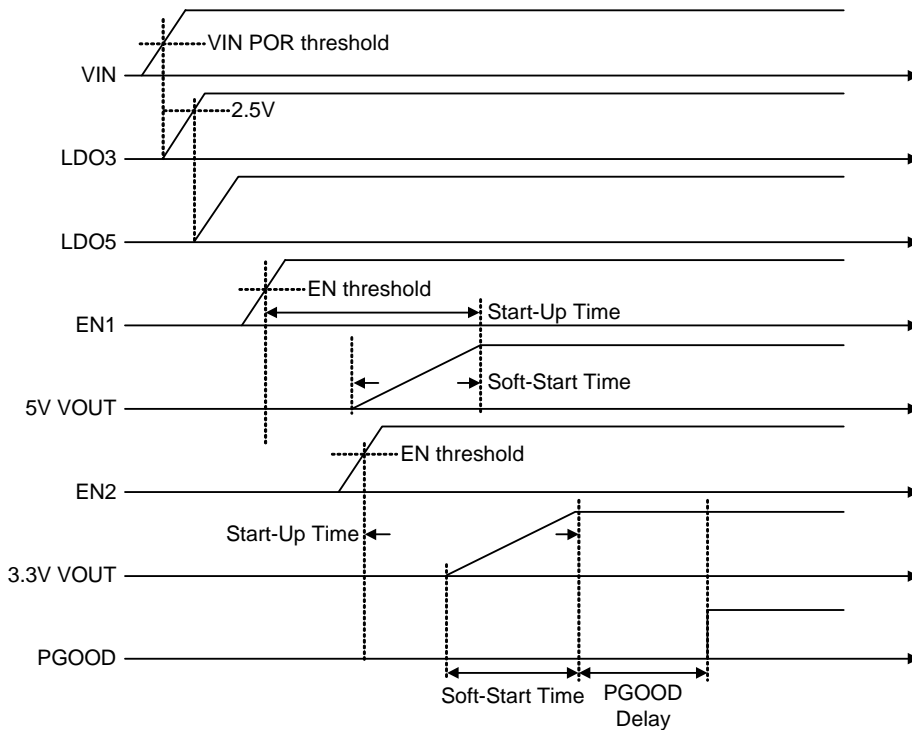 VIN POR threshold
VIN
2.5V
LDO3
LDO5
EN threshold
EN1
Start-Up Time
Soft-Start Time
5V VOUT
EN threshold
EN2
Start-Up Time
3.3V VOUT
PGOOD
Soft-Start Time
PGOOD
Delay